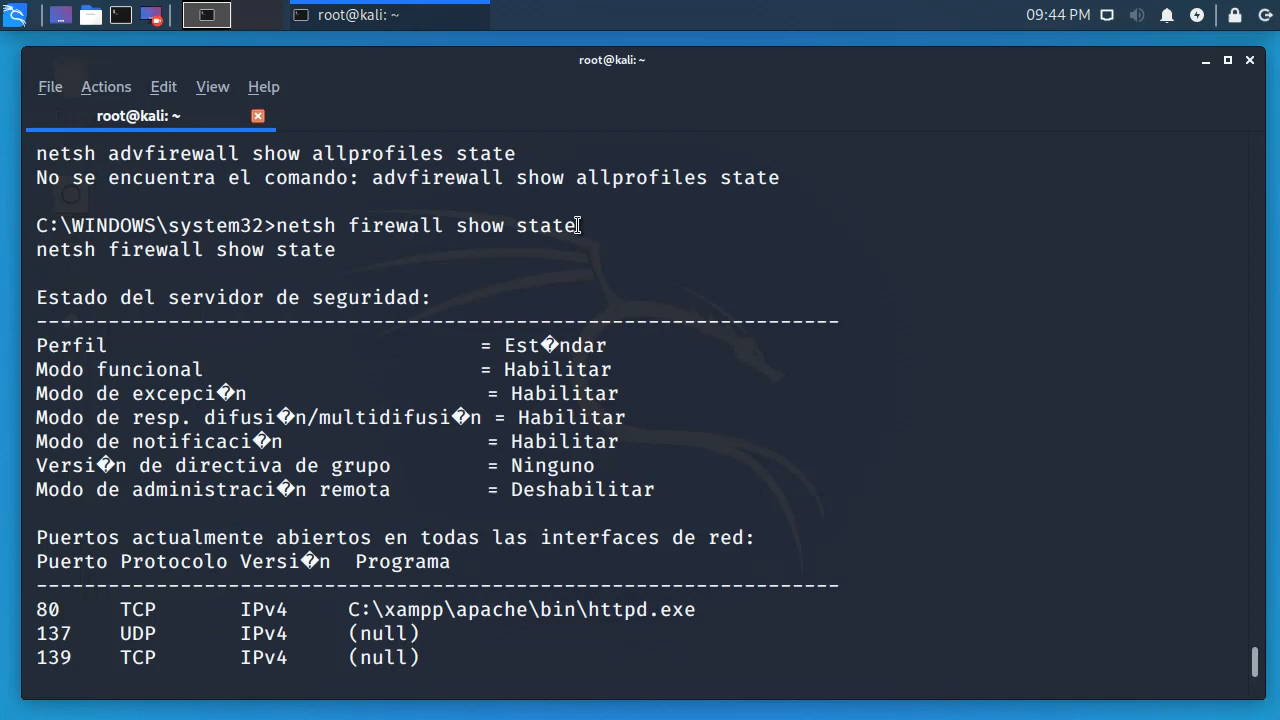 root@kali: ~
09:44 PM
root@kali: ~
File Actions Edit View Help
root@kali: ~
netsh advfirewall show allprofiles state
No se encuentra el comando: advfirewall show allprofiles state
C:\WINDOWS\system32>netsh firewall show state
netsh firewall show state
Estado del servidor de seguridad:
-------------------------------------------------------------------
Perfil = Est�ndar
Modo funcional = Habilitar
Modo de excepci�n = Habilitar
Modo de resp. difusi�n/multidifusi�n = Habilitar
Modo de notificaci�n = Habilitar
Versi�n de directiva de grupo = Ninguno
Modo de administraci�n remota = Deshabilitar
Puertos actualmente abiertos en todas las interfaces de red:
Puerto Protocolo Versi�n Programa
-------------------------------------------------------------------
80 TCP IPv4 C:\xampp\apache\bin\httpd.exe
137 UDP IPv4 (null)
139 TCP IPv4 (null)